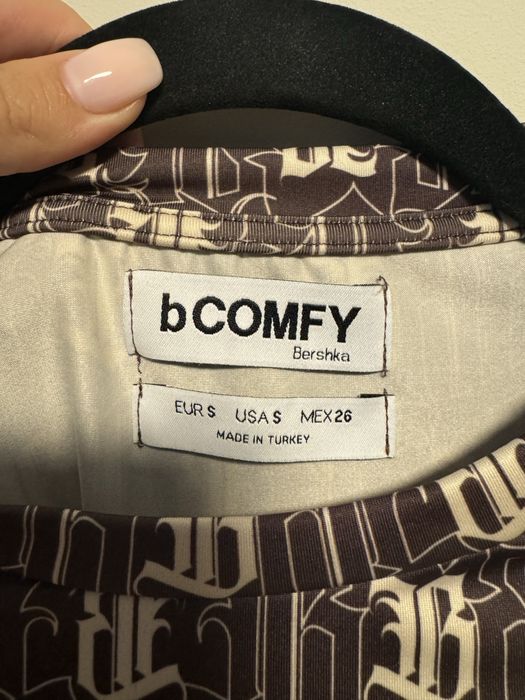 bCOMFY
Bershka
EUR S USA S MEX 26
MADE IN TURKEY